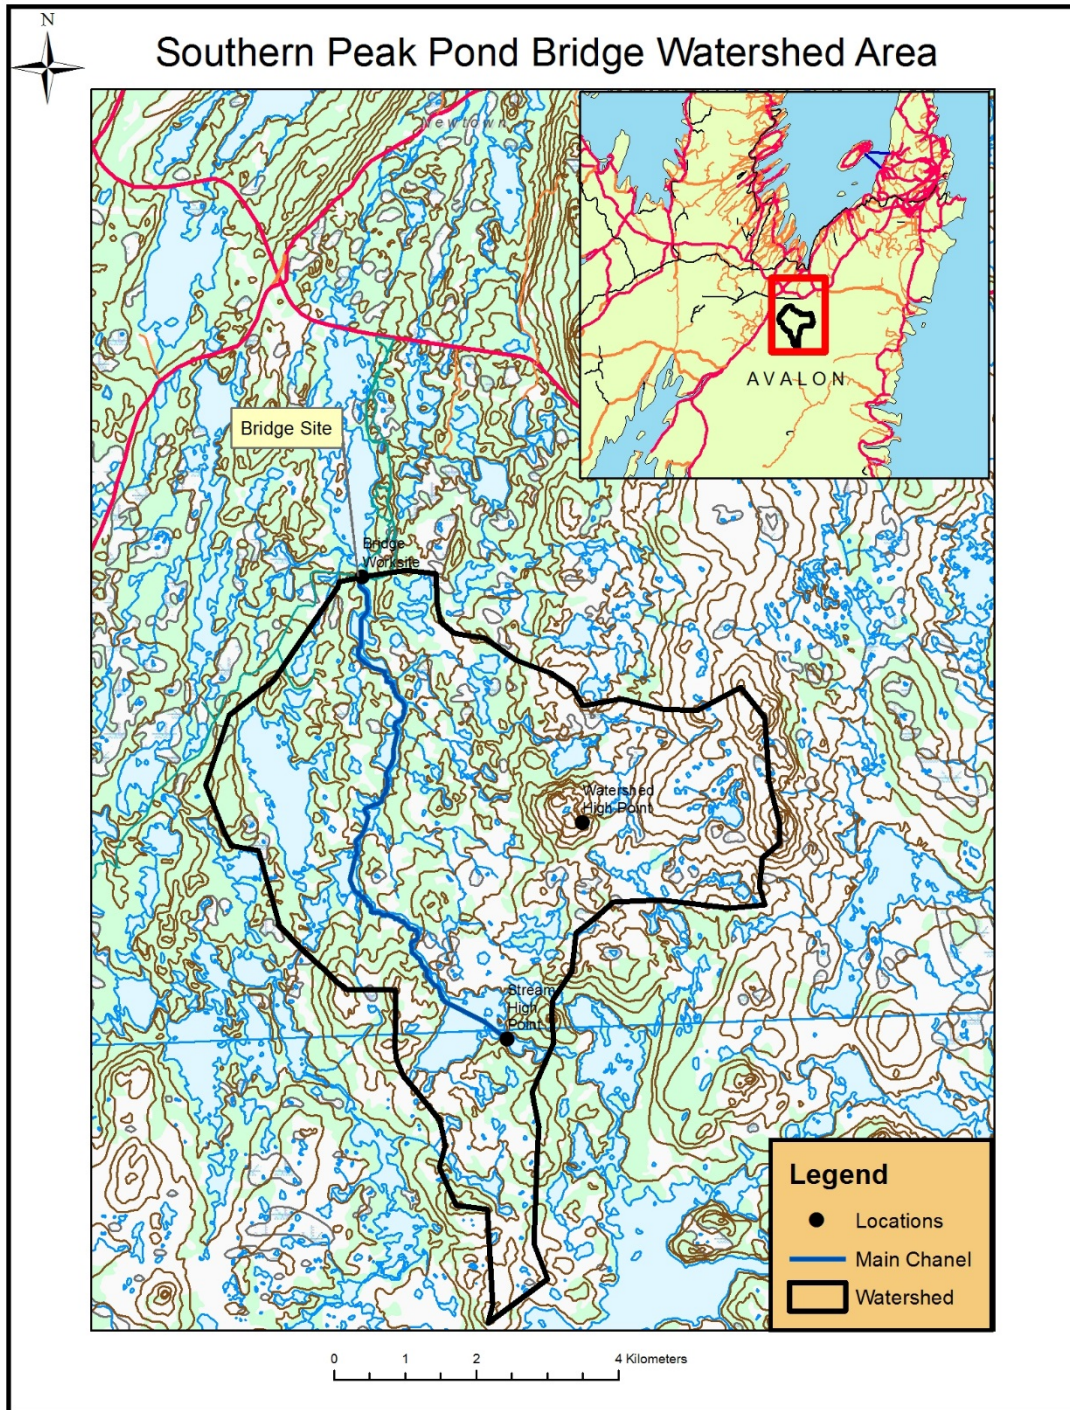 N
Southern Peak Pond Bridge Watershed Area
Newtown
AVALON
Bridge Site
Bridge
Worksite
Watershed
High Point
Stream
High
Point
Legend
Locations
Main Chanel
Watershed
0 1 2 4 Kilometers